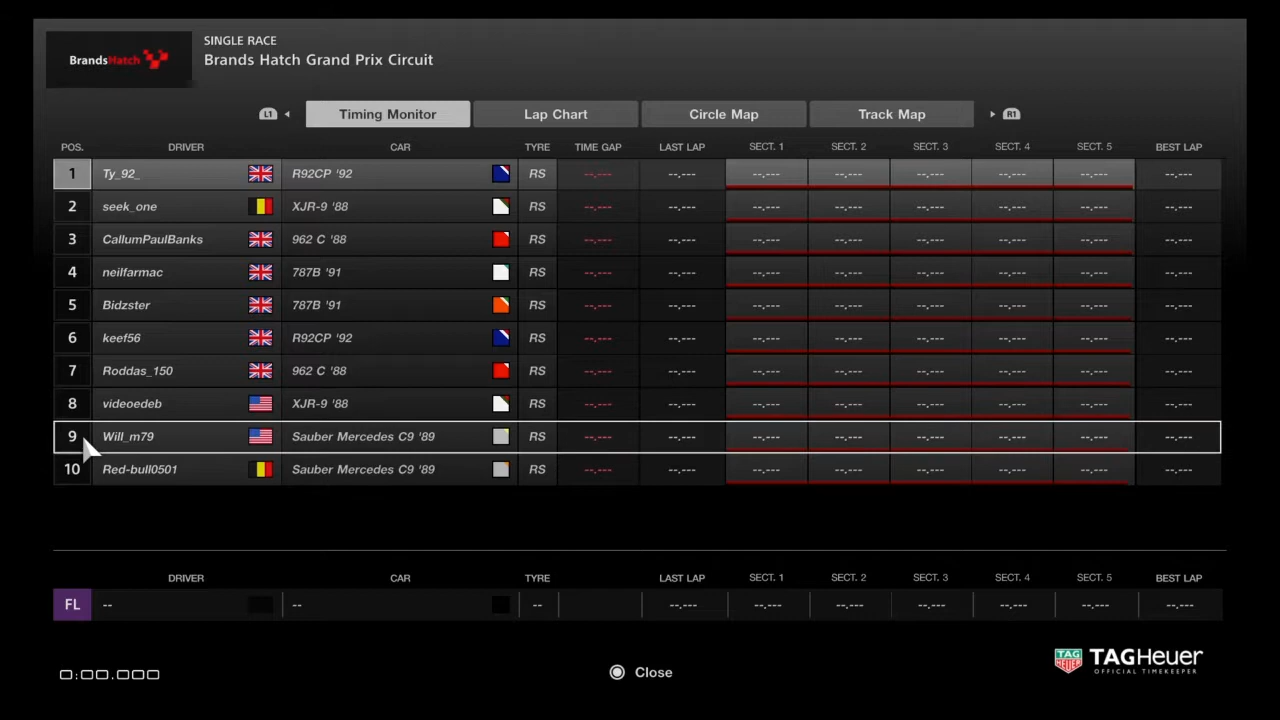 BrandsHatch
SINGLE RACE
Brands Hatch Grand Prix Circuit
L1 Timing Monitor Lap Chart Circle Map Track Map R1
POS. DRIVER CAR TYRE TIME GAP LAST LAP SECT. 1 SECT. 2 SECT. 3 SECT. 4 SECT. 5 BEST LAP
1 Ty_92_ R92CP '92 RS --,--- --,--- --,--- --,--- --,--- --,--- --,--- --,---
2 seek_one XJR-9 '88 RS --,--- --,--- --,--- --,--- --,--- --,--- --,--- --,---
3 CallumPaulBanks 962 C '88 RS --,--- --,--- --,--- --,--- --,--- --,--- --,--- --,---
4 neilfarmac 787B '91 RS --,--- --,--- --,--- --,--- --,--- --,--- --,--- --,---
5 Bidzster 787B '91 RS --,--- --,--- --,--- --,--- --,--- --,--- --,--- --,---
6 keef56 R92CP '92 RS --,--- --,--- --,--- --,--- --,--- --,--- --,--- --,---
7 Roddas_150 962 C '88 RS --,--- --,--- --,--- --,--- --,--- --,--- --,--- --,---
8 videoedeb XJR-9 '88 RS --,--- --,--- --,--- --,--- --,--- --,--- --,--- --,---
9 Will_m79 Sauber Mercedes C9 '89 RS --,--- --,--- --,--- --,--- --,--- --,--- --,--- --,---
10 Red-bull0501 Sauber Mercedes C9 '89 RS --,--- --,--- --,--- --,--- --,--- --,--- --,--- --,---
DRIVER CAR TYRE LAST LAP SECT. 1 SECT. 2 SECT. 3 SECT. 4 SECT. 5 BEST LAP
FL -- -- -- --,--- --,--- --,--- --,--- --,--- --,--- --,---
0:00.000
Close
TAG HEUER TAGHeuer
OFFICIAL TIMEKEEPER